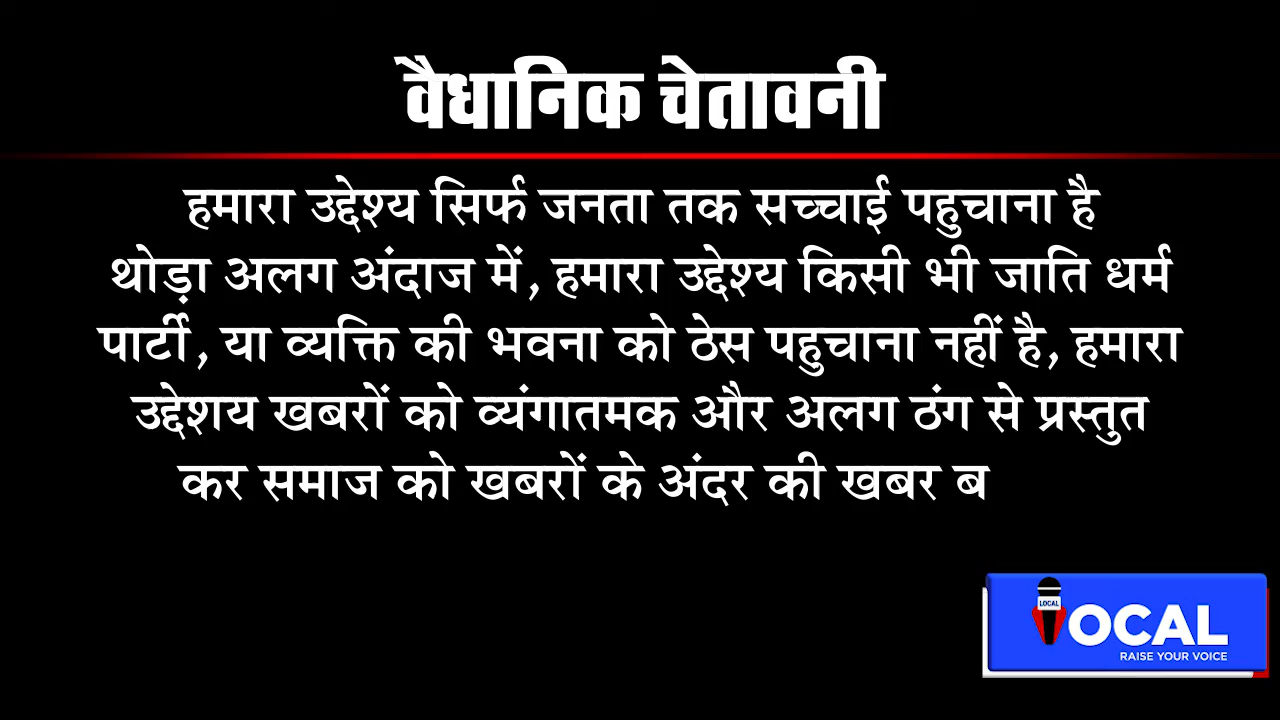 वैधानिक चेतावनी
हमारा उद्देश्य सिर्फ जनता तक सच्चाई पहुचाना है
थोड़ा अलग अंदाज में, हमारा उद्देश्य किसी भी जाति धर्म
पार्टी, या व्यक्ति की भवना को ठेस पहुचाना नहीं है, हमारा
उद्देशय खबरों को व्यंगातमक और अलग ठंग से प्रस्तुत
कर समाज को खबरों के अंदर की खबर ब
LOCAL
VOCAL
RAISE YOUR VOICE